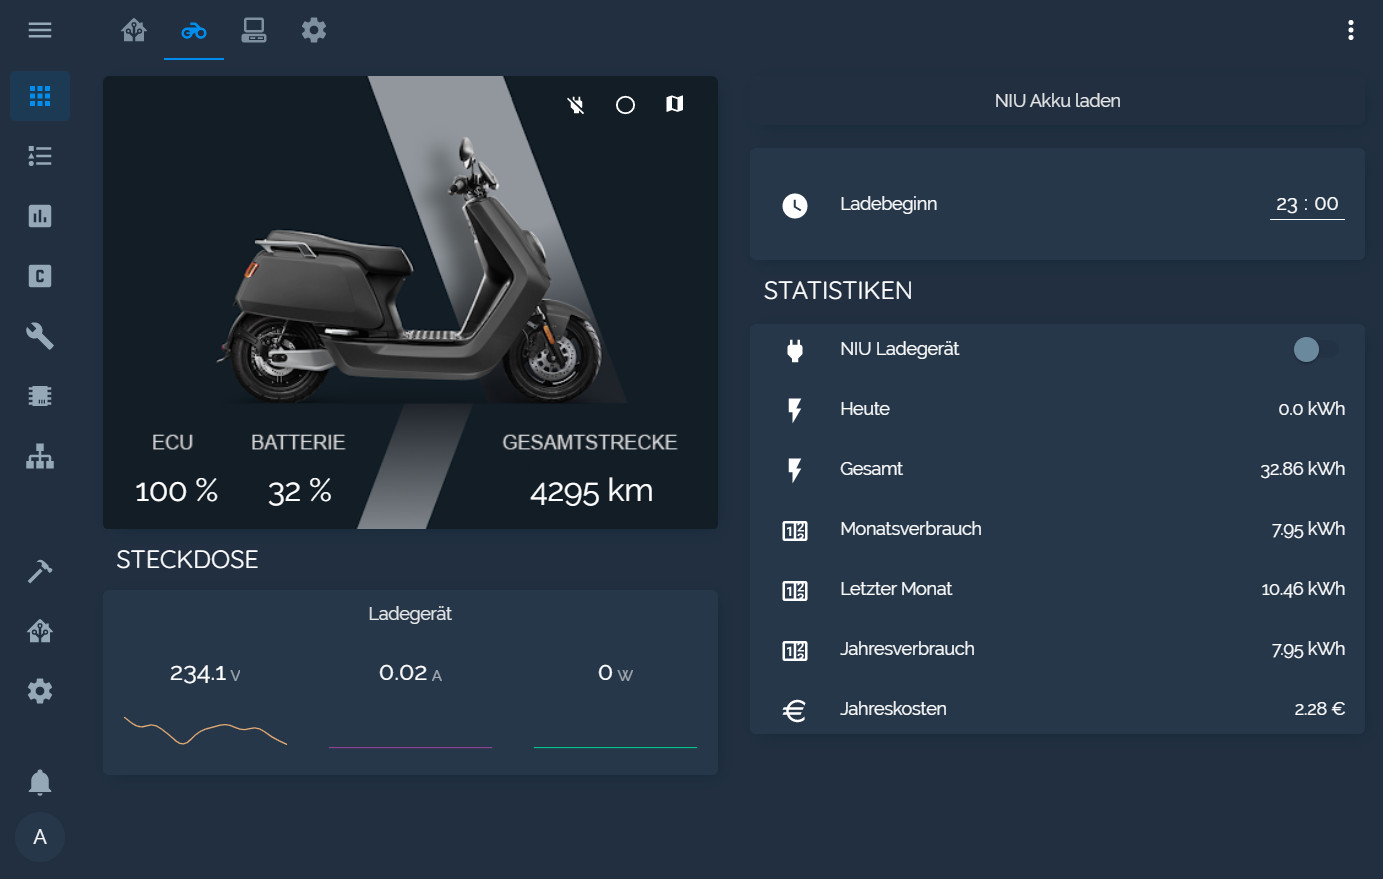 NIU Akku laden
Ladebeginn 23 : 00
ECU BATTERIE GESAMTSTRECKE
100 % 32 % 4295 km
STECKDOSE
Ladegerät
234.1 V 0.02 A 0 W
STATISTIKEN
NIU Ladegerät
Heute 0.0 kWh
Gesamt 32.86 kWh
Monatsverbrauch 7.95 kWh
Letzter Monat 10.46 kWh
Jahresverbrauch 7.95 kWh
Jahreskosten 2.28 €
C
A